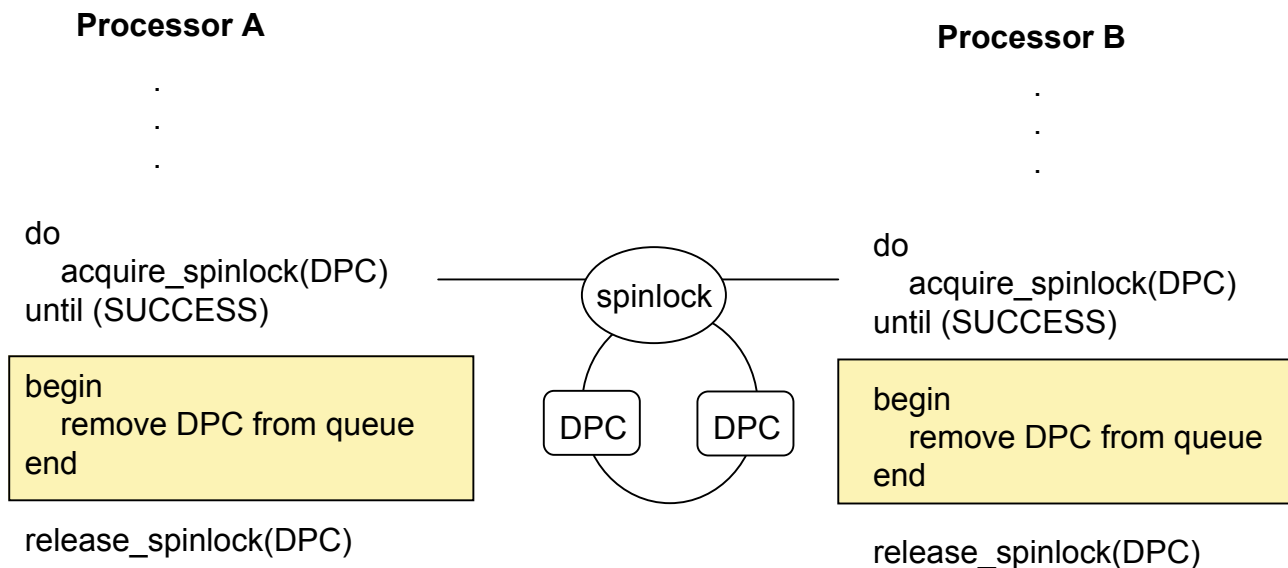 Processor A
.
.
.
do
acquire_spinlock(DPC)
until (SUCCESS)
begin
remove DPC from queue
end
release_spinlock(DPC)
spinlock
DPC
DPC
Processor B
.
.
.
do
acquire_spinlock(DPC)
until (SUCCESS)
begin
remove DPC from queue
end
release_spinlock(DPC)